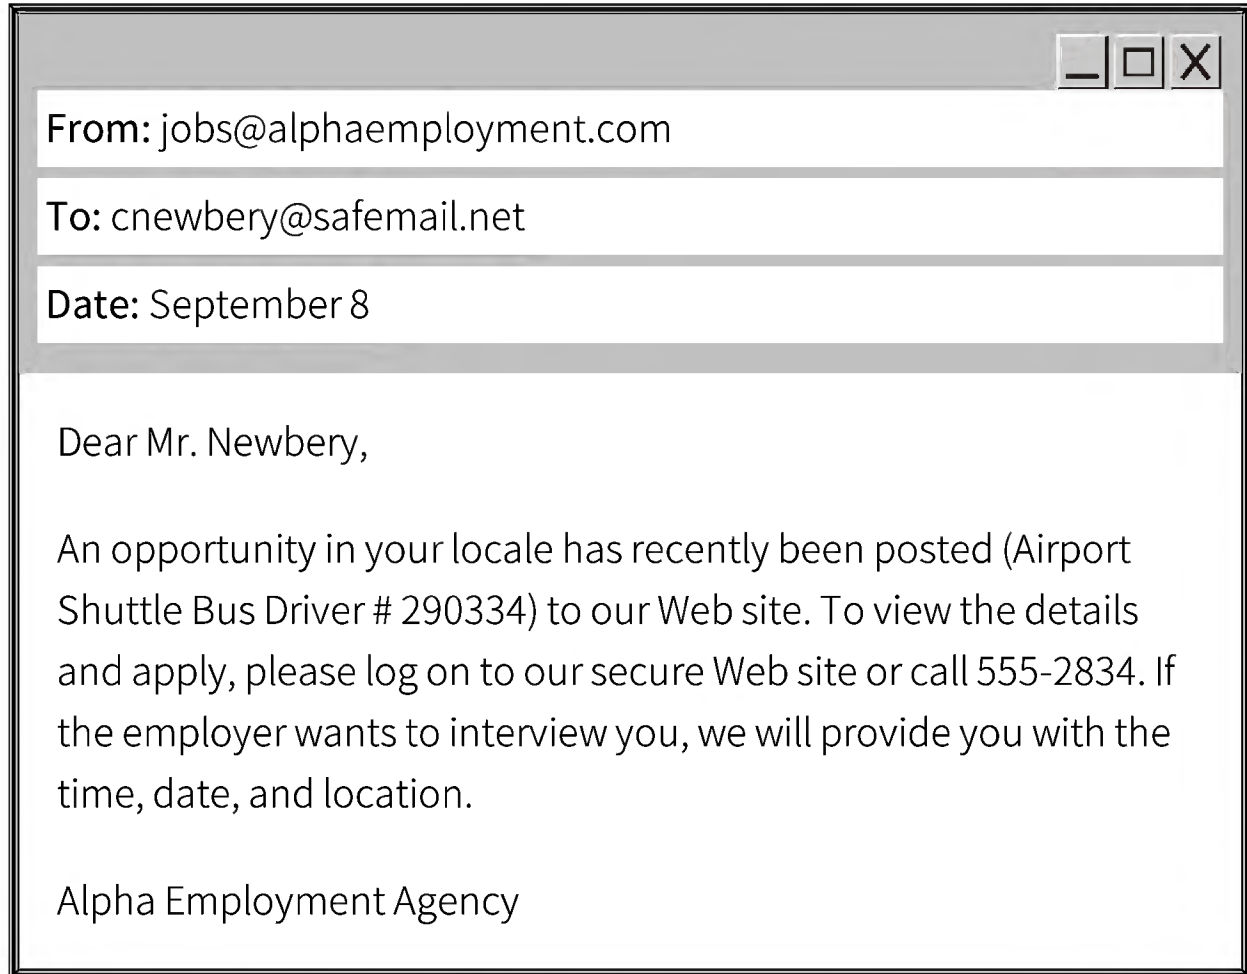 From: jobs@alphaemployment.com
To: cnewbery@safemail.net
Date: September 8
Dear Mr. Newbery,
An opportunity in your locale has recently been posted (Airport
Shuttle Bus Driver # 290334) to our Web site. To view the details
and apply, please log on to our secure Web site or call 555-2834. If
the employer wants to interview you, we will provide you with the
time, date, and location.
Alpha Employment Agency